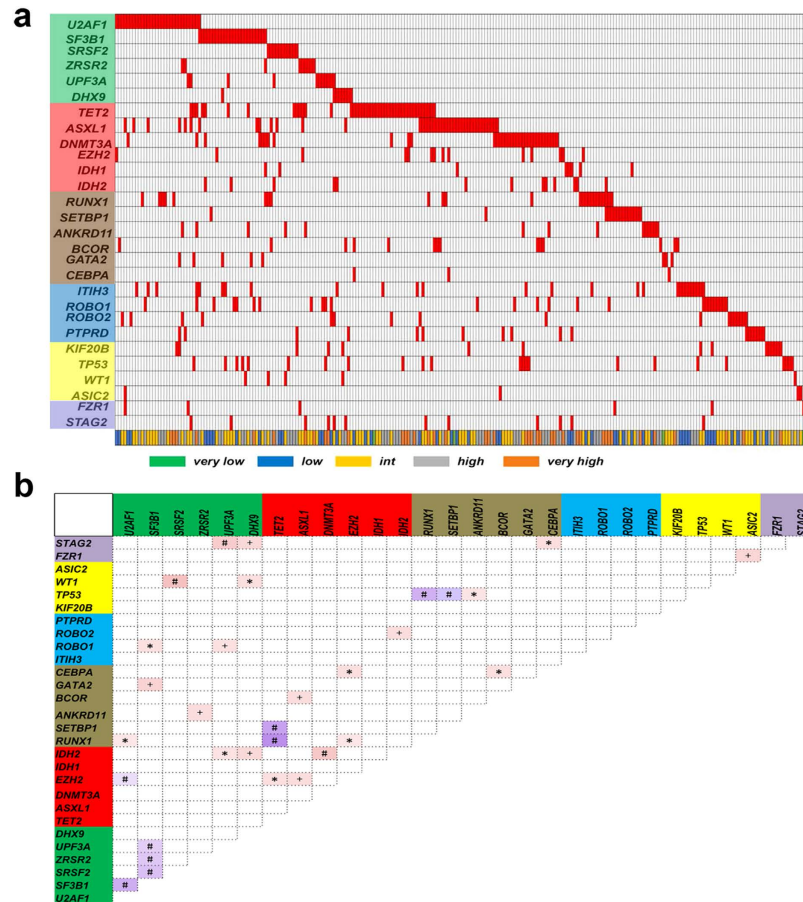 a
U2AF1
SF3B1
SRSF2
ZRSR2
UPF3A
DHX9
TET2
ASXL1
DNMT3A
EZH2
IDH1
IDH2
RUNX1
SETBP1
ANKRD11
BCOR
GATA2
CEBPA
ITIH3
ROBO1
ROBO2
PTPRD
KIF20B
TP53
WT1
ASIC2
FZR1
STAG2
very low low int high very high
b
U2AF1 SF3B1 SRSF2 ZRSR2 UPF3A DHX9 TET2 ASXL1 DNMT3A EZH2 IDH1 IDH2 RUNX1 SETBP1 ANKRD11 BCOR GATA2 CEBPA ITIH3 ROBO1 ROBO2 PTPRD KIF20B TP53 WT1 ASIC2 FZR1 STAG2
STAG2 # + *
FZR1 +
ASIC2
WT1 # *
TP53 # # *
KIF20B
PTPRD
ROBO2 +
ROBO1 * +
ITIH3
CEBPA * *
GATA2 +
BCOR +
ANKRD11 +
SETBP1 #
RUNX1 * # *
IDH2 * + #
IDH1
EZH2 # * +
DNMT3A
ASXL1
TET2
DHX9
UPF3A #
ZRSR2 #
SRSF2 #
SF3B1 #
U2AF1